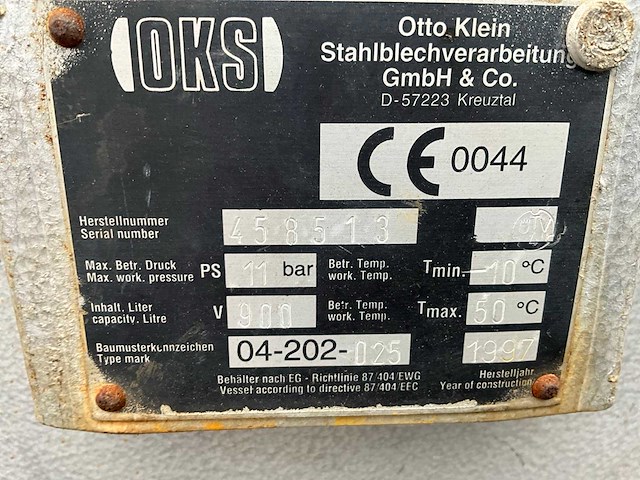 OKS
Otto Klein
Stahlblechverarbeitung
GmbH & Co.
D-57223 Kreuztal
CE 0044
Herstellnummer
Serial number
458513
TÜV
Max. Betr. Druck
Max. work. pressure
PS 11 bar
Betr. Temp.
work. Temp.
Tmin. -10 °C
Inhalt. Liter
capacity. Litre
V 900
Betr. Temp.
work. Temp.
Tmax. 50 °C
Baumusterkennzeichen
Type mark
04-202-025
1997
Behälter nach EG - Richtlinie 87/404/EWG
Vessel according to directive 87/404/EEC
Herstelljahr
Year of construction